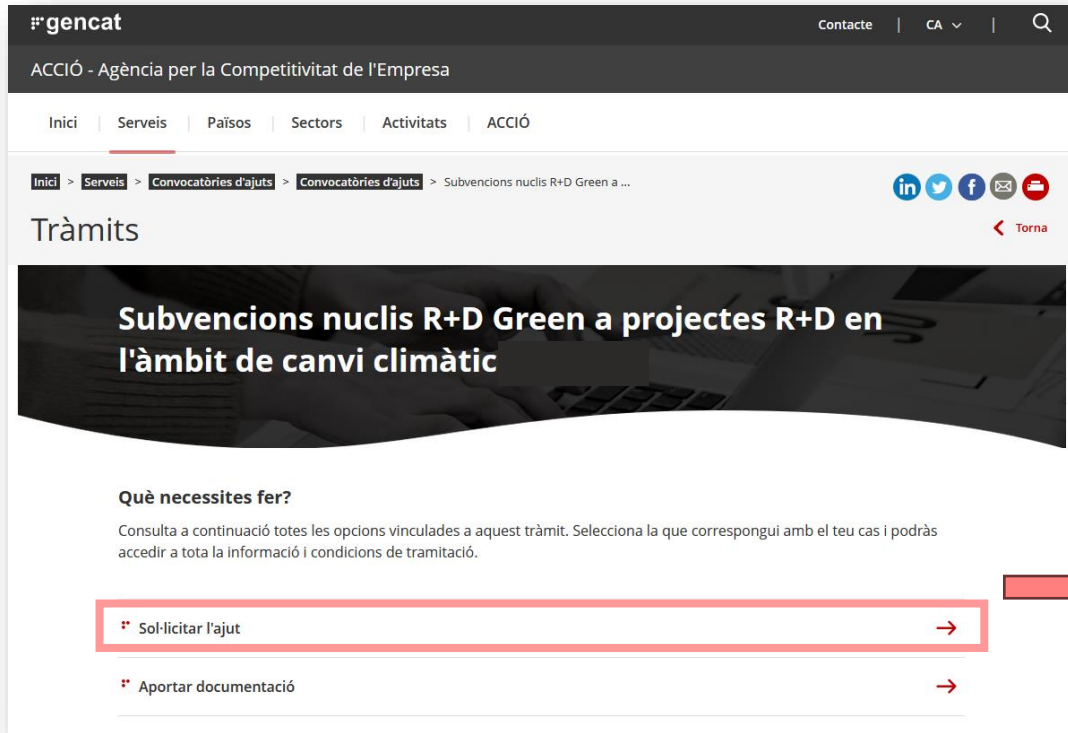 gencat
Contacte | CA |
ACCIÓ - Agència per la Competitivitat de l'Empresa
Inici | Serveis | Països | Sectors | Activitats | ACCIÓ
Inici > Serveis > Convocatòries d'ajuts > Convocatòries d'ajuts > Subvencions nuclis R+D Green a ...
Tràmits
Torna
Subvencions nuclis R+D Green a projectes R+D en
l'àmbit de canvi climàtic
Què necessites fer?
Consulta a continuació totes les opcions vinculades a aquest tràmit. Selecciona la que correspongui amb el teu cas i podràs
accedir a tota la informació i condicions de tramitació.
Sol·licitar l'ajut
Aportar documentació